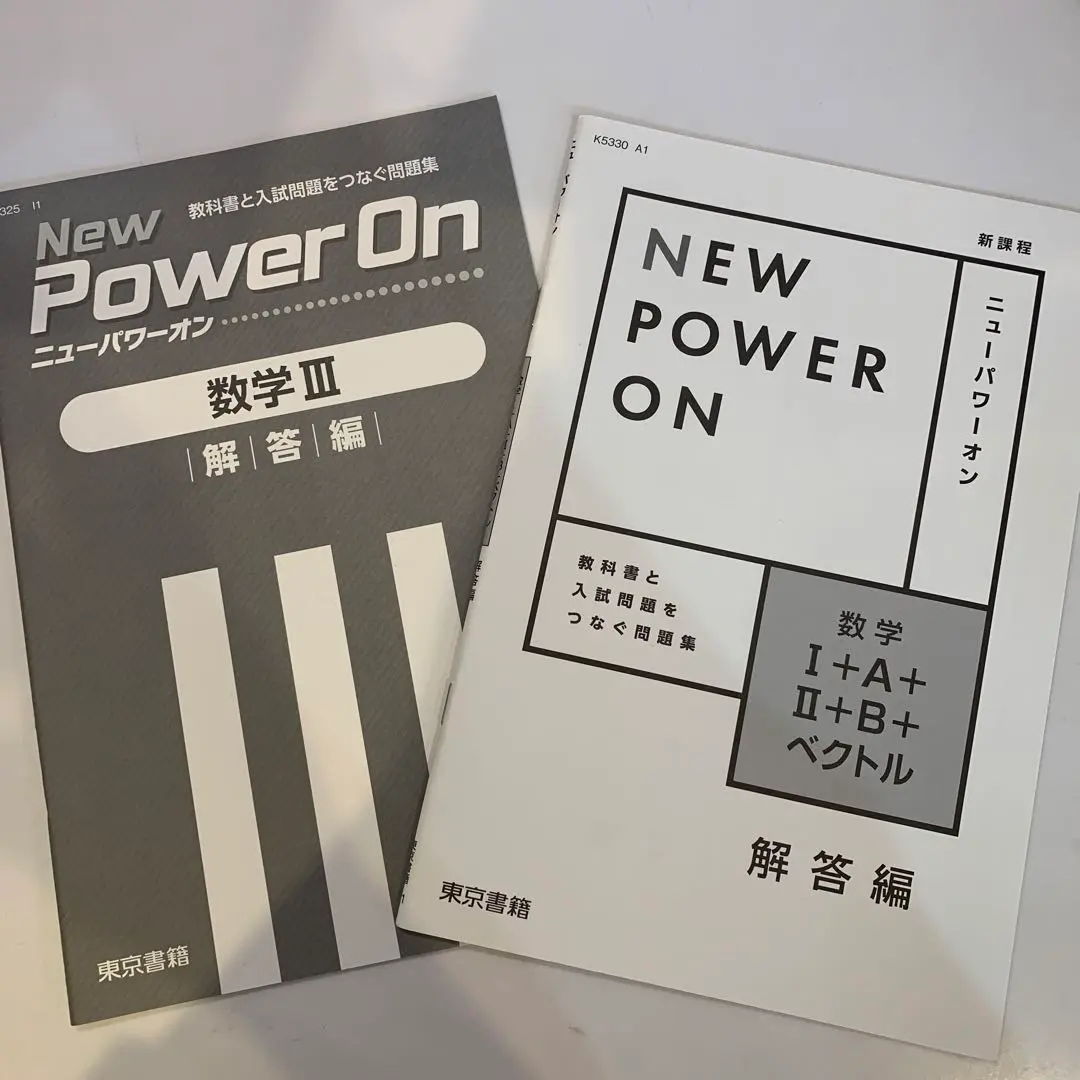 325 I1
教科書と入試問題をつなぐ問題集
New
Power On
ニューパワーオン
数学Ⅲ
解答編
東京書籍
K5330 A1
新課程
NEW
POWER
ON
ニューパワーオン
教科書と
入試問題を
つなぐ問題集
数学
Ⅰ+A+
Ⅱ+B+
ベクトル
解答編
東京書籍